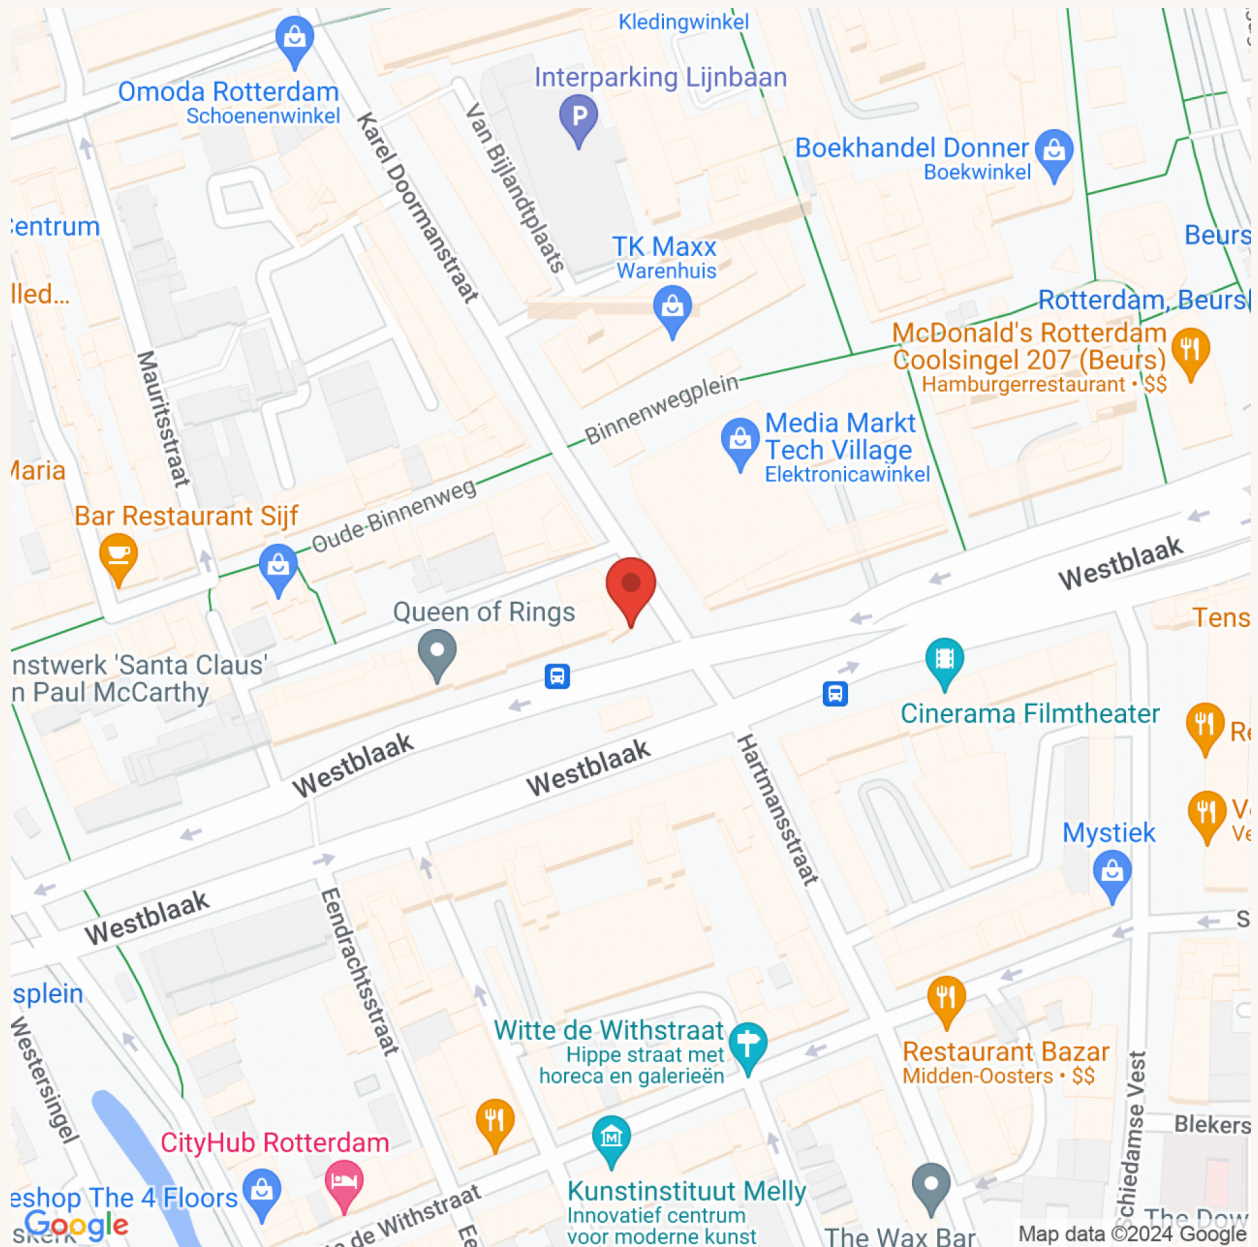 Kledingwinkel
Interparking Lijnbaan
P
Omoda Rotterdam
Schoenenwinkel
Karel Doormanstraat
Van Bijlandtplaats
Boekhandel Donner
Boekwinkel
Centrum
TK Maxx
Warenhuis
Beurs
lled...
Rotterdam, Beurs
McDonald's Rotterdam
Coolsingel 207 (Beurs)
Hamburgerrestaurant • $$
Mauritsstraat
Binnenwegplein
Media Markt
Tech Village
Elektronicawinkel
Maria
Bar Restaurant Sijf
Oude Binnenweg
Westblaak
Queen of Rings
Tens
nstwerk 'Santa Claus'
n Paul McCarthy
Cinerama Filmtheater
Re
Westblaak
Westblaak
Hartmansstraat
Mystiek
Ve
Westblaak
Eendrachtsstraat
S
splein
Westersingel
Witte de Withstraat
Hippe straat met
horeca en galerieën
Restaurant Bazar
Midden-Oosters • $$
Schiedamse Vest
Blekers
CityHub Rotterdam
M
eshop The 4 Floors
Kunstinstituut Melly
Innovatief centrum
voor moderne kunst
e de Withstraat
Ee
The Wax Bar
The Dow
Google
Map data ©2024 Google